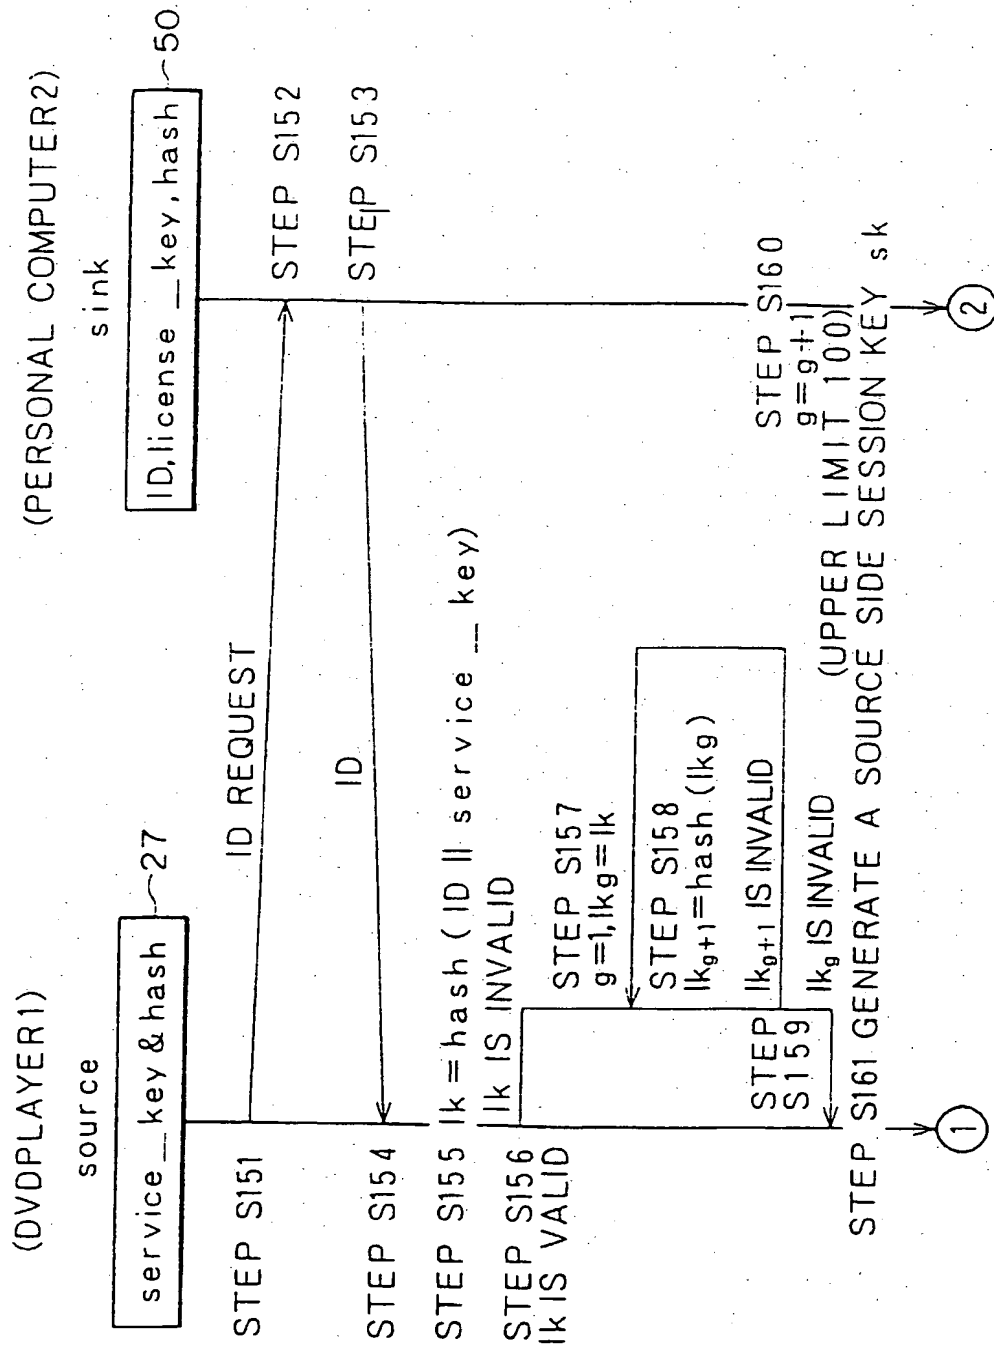 (DVDPLAYER1)
source
service__key & hash
27
(PERSONAL COMPUTER2)
sink
ID, license__key, hash
50
STEP S151
ID REQUEST
STEP S152
ID
STEP S153
STEP S154
STEP S155 lk=hash (ID || service__key)
STEP S156
lk IS VALID
lk IS INVALID
STEP S157
g=1, lkg=lk
STEP S158
lkg+1=hash (lkg)
lkg+1 IS INVALID
STEP
S159
lkg IS INVALID
STEP S160
g=g+1
(UPPER LIMIT 100)
STEP S161 GENERATE A SOURCE SIDE SESSION KEY sk
1
2